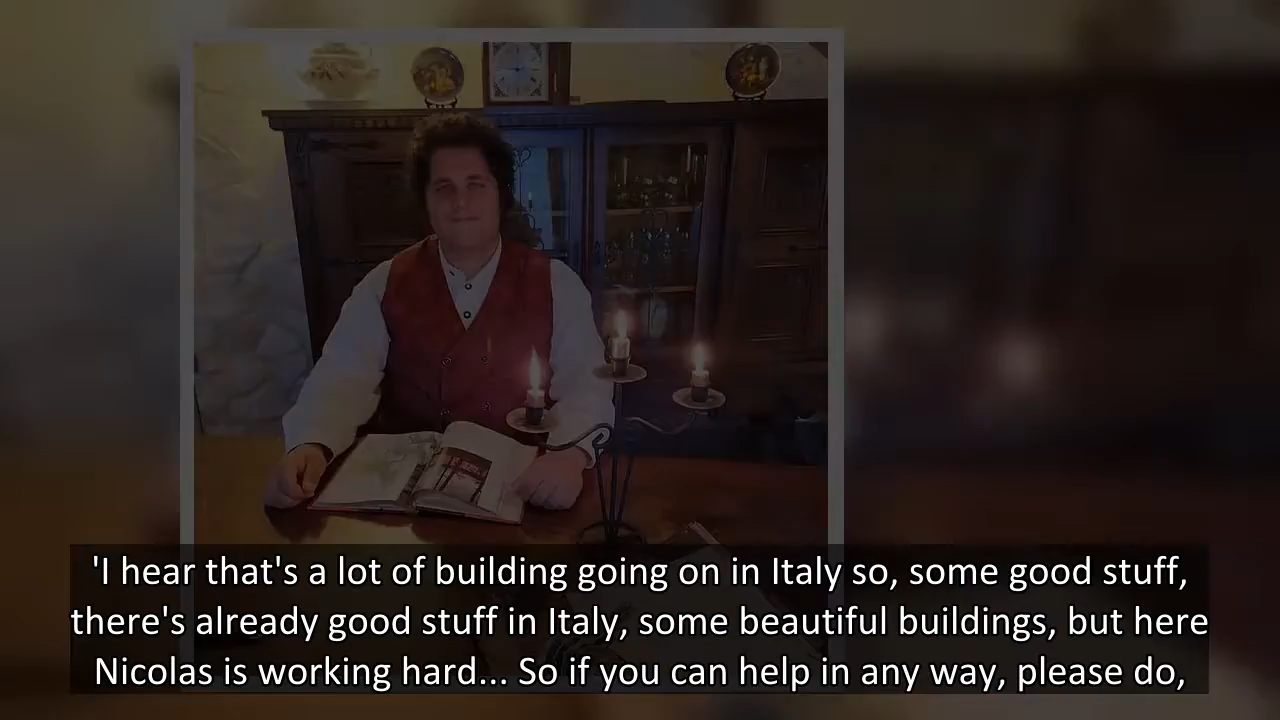 'I hear that's a lot of building going on in Italy so, some good stuff,
there's already good stuff in Italy, some beautiful buildings, but here
Nicolas is working hard... So if you can help in any way, please do,